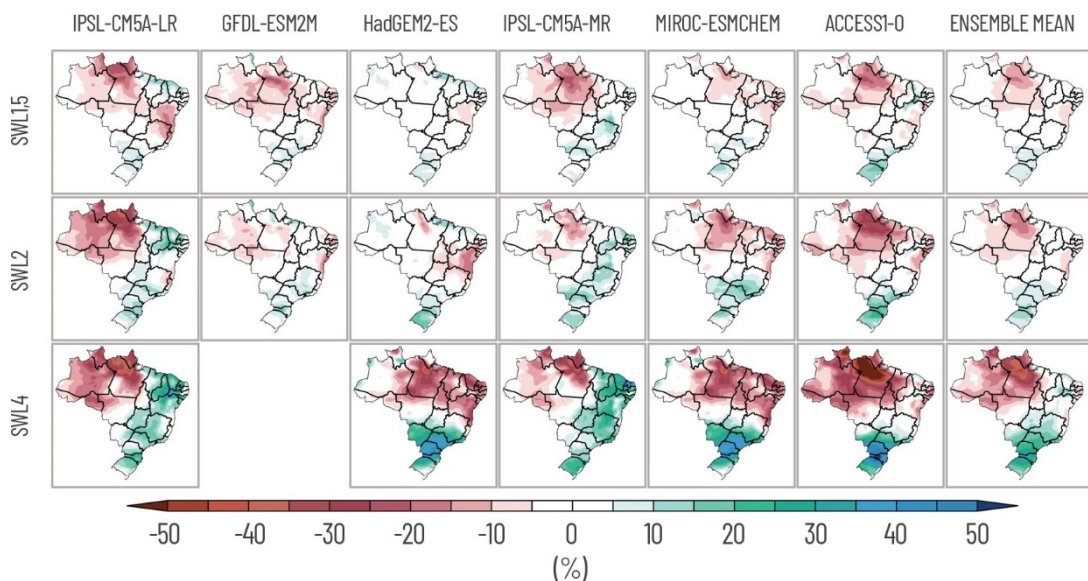 IPSL-CM5A-LR GFDL-ESM2M HadGEM2-ES IPSL-CM5A-MR MIROC-ESMCHEM ACCESS1-0 ENSEMBLE MEAN
SWL1.5
SWL2
SWL4
-50 -40 -30 -20 -10 0 10 20 30 40 50
(%)